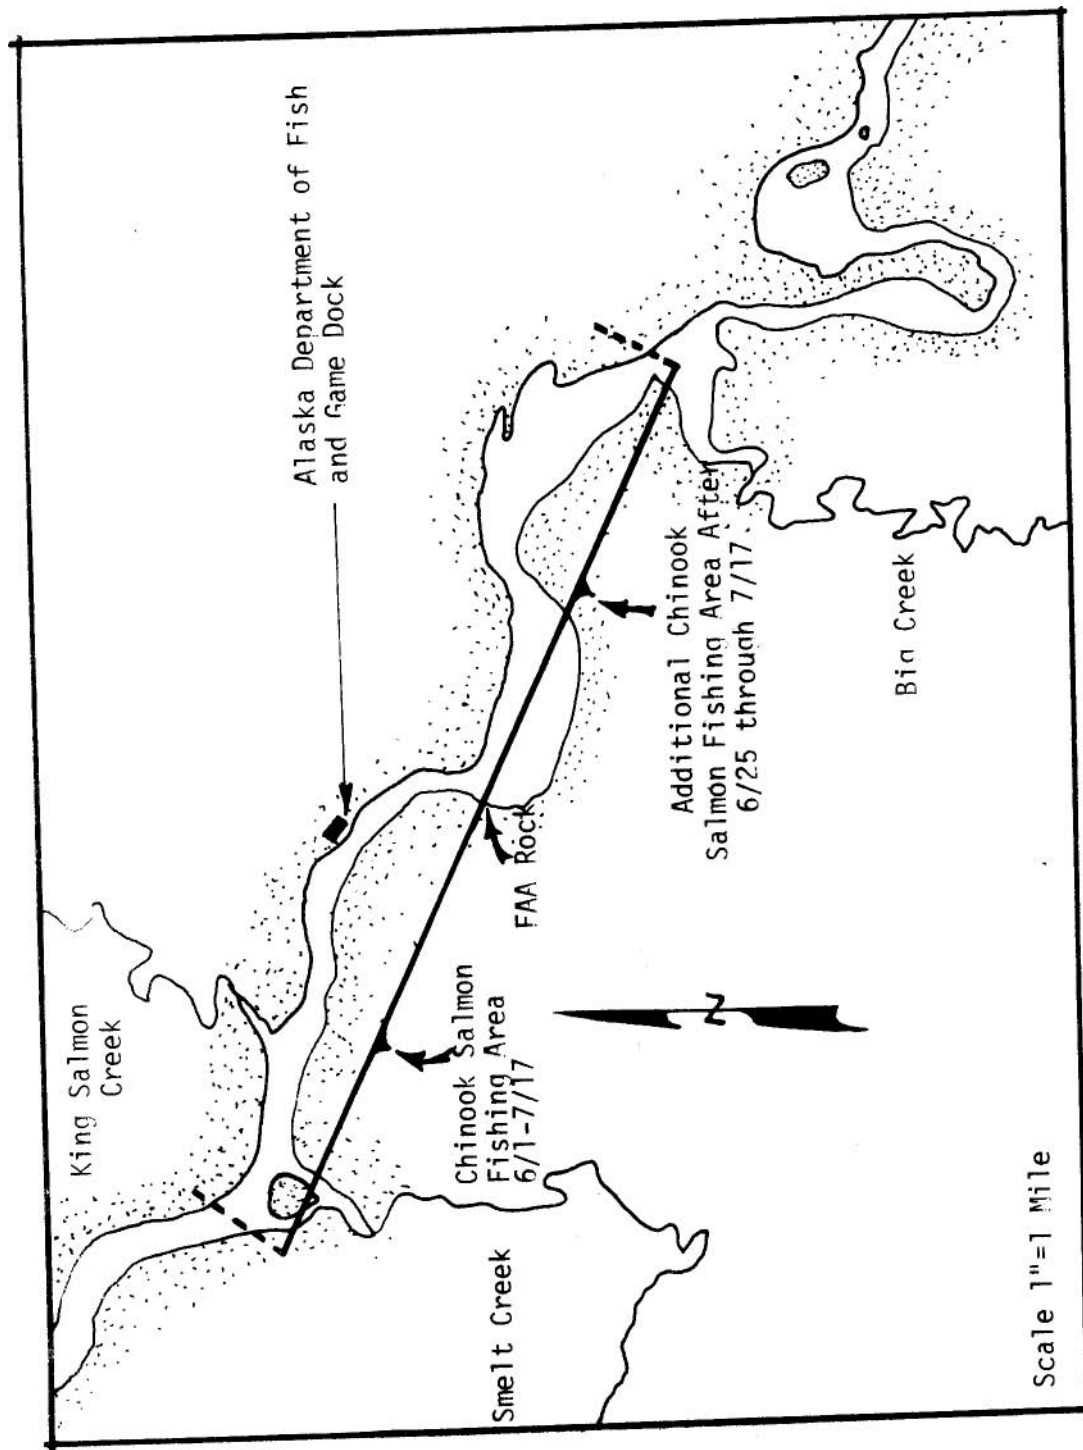 Alaska Department of Fish
and Game Dock
King Salmon
Creek
FAA Rock
Chinook Salmon
Fishing Area
6/1-7/17
N
Additional Chinook
Salmon Fishing Area After
6/25 through 7/17
Smelt Creek
Big Creek
Scale 1"=1 Mile